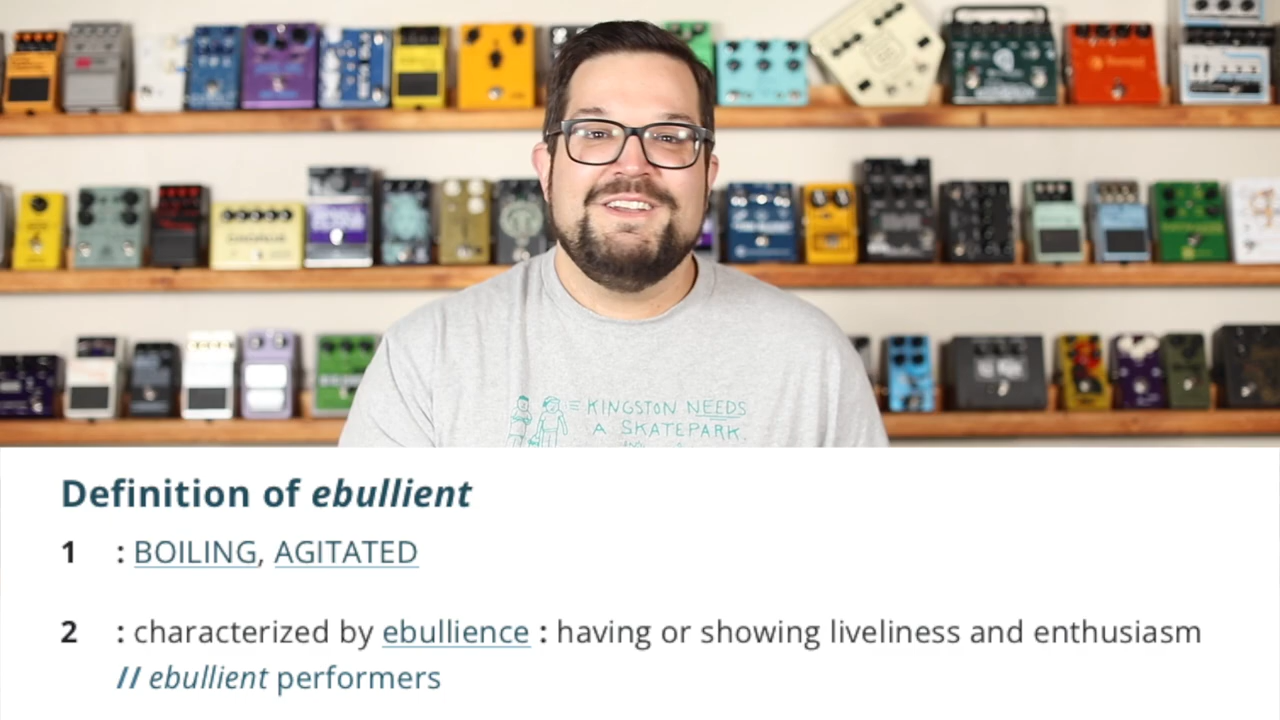 CHORUS
KINGSTON NEEDS
A SKATEPARK.
Definition of ebullient
1 : BOILING, AGITATED
2 : characterized by ebullience : having or showing liveliness and enthusiasm
// ebullient performers